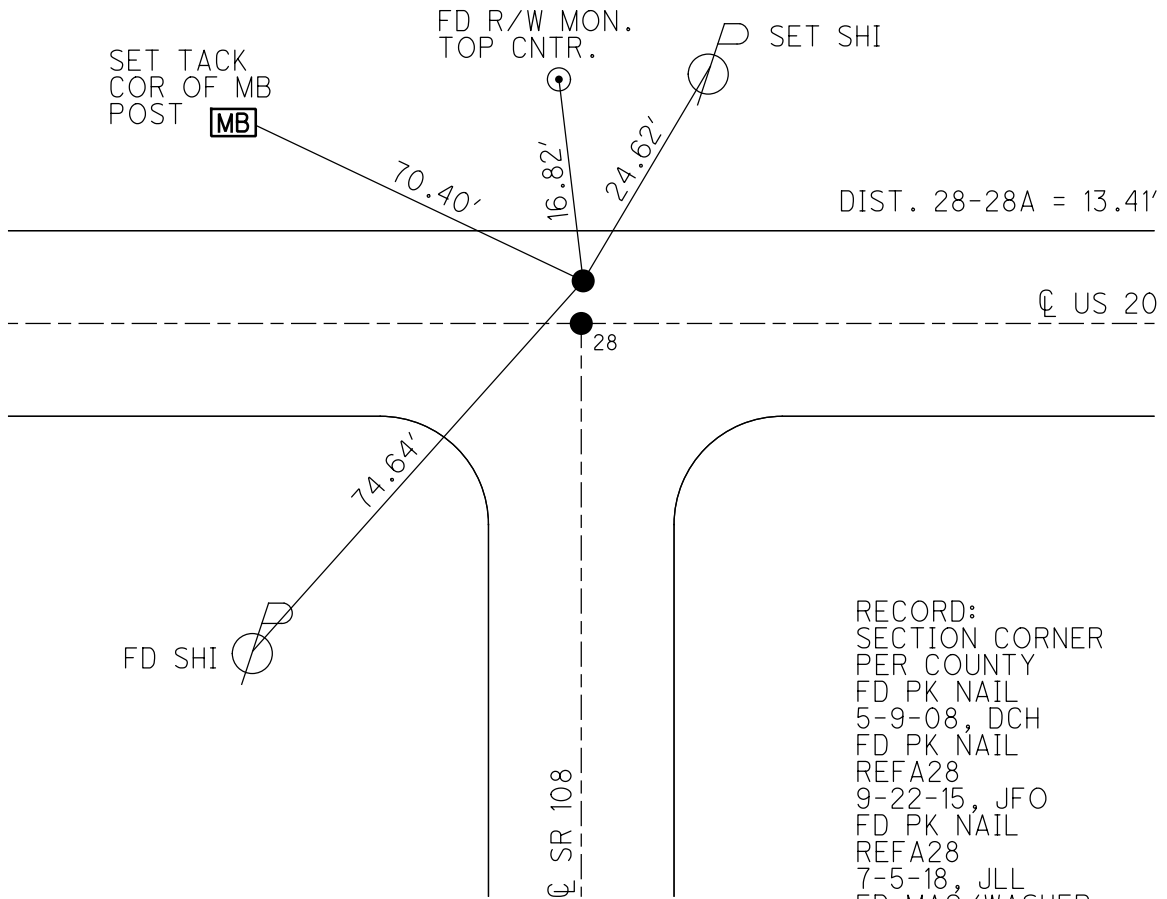 FD R/W MON.
TOP CNTR.
SET SHI
SET TACK
COR OF MB
POST
MB
70.40'
16.82'
24.62'
DIST. 28-28A = 13.41'
℄ US 20
28
74.64'
FD SHI
℄ SR 108
RECORD:
SECTION CORNER
PER COUNTY
FD PK NAIL
5-9-08, DCH
FD PK NAIL
REFA28
9-22-15, JFO
FD PK NAIL
REFA28
7-5-18, JLL
FD MAG/WASHER